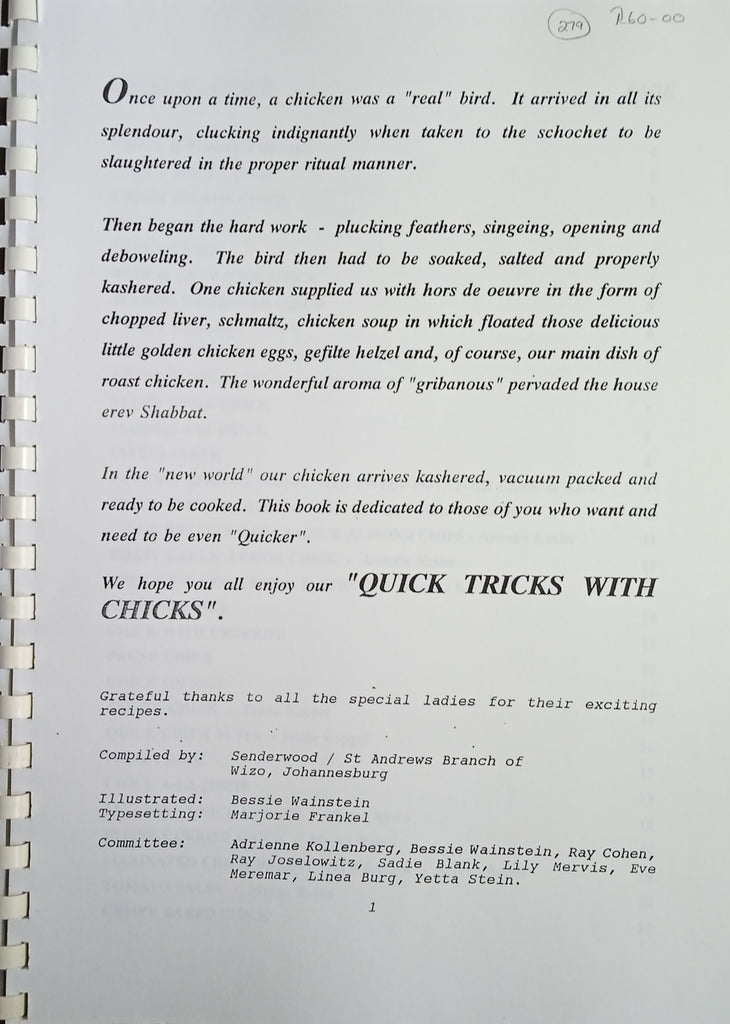 279 R60-00
Once upon a time, a chicken was a "real" bird. It arrived in all its
splendour, clucking indignantly when taken to the schochet to be
slaughtered in the proper ritual manner.
Then began the hard work - plucking feathers, singeing, opening and
deboweling. The bird then had to be soaked, salted and properly
kashered. One chicken supplied us with hors de oeuvre in the form of
chopped liver, schmaltz, chicken soup in which floated those delicious
little golden chicken eggs, gefilte helzel and, of course, our main dish of
roast chicken. The wonderful aroma of "gribanous" pervaded the house
erev Shabbat.
In the "new world" our chicken arrives kashered, vacuum packed and
ready to be cooked. This book is dedicated to those of you who want and
need to be even "Quicker".
We hope you all enjoy our "QUICK TRICKS WITH
CHICKS".
Grateful thanks to all the special ladies for their exciting
recipes.
Compiled by: Senderwood / St Andrews Branch of
Wizo, Johannesburg
Illustrated: Bessie Wainstein
Typesetting: Marjorie Frankel
Committee: Adrienne Kollenberg, Bessie Wainstein, Ray Cohen,
Ray Joselowitz, Sadie Blank, Lily Mervis, Eve
Meremar, Linea Burg, Yetta Stein.
1